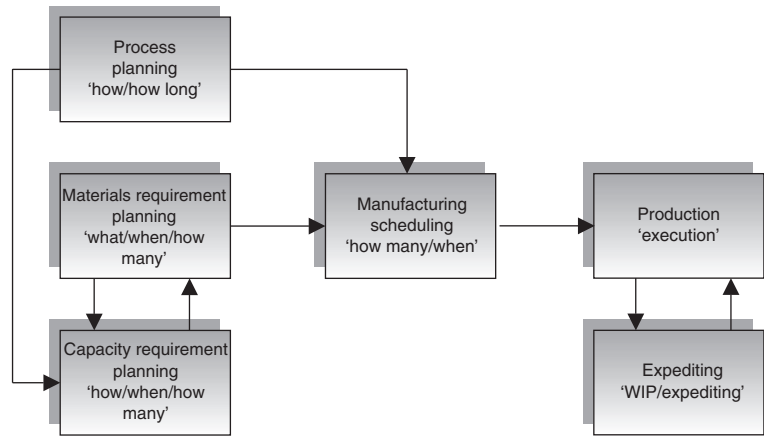 Process
planning
‘how/how long’
Materials requirement
planning
‘what/when/how
many’
Manufacturing
scheduling
‘how many/when’
Production
‘execution’
Capacity requirement
planning
‘how/when/how
many’
Expediting
‘WIP/expediting’